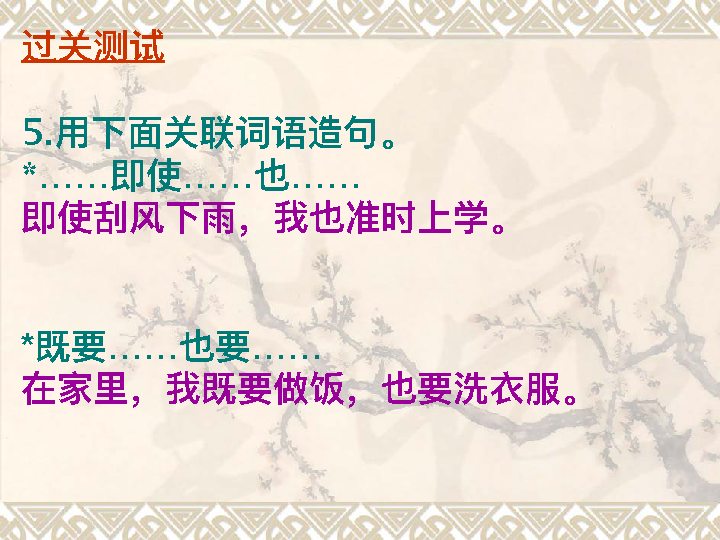 过关测试
5.用下面关联词语造句。
*……即使……也……
即使刮风下雨，我也准时上学。
*既要……也要……
在家里，我既要做饭，也要洗衣服。